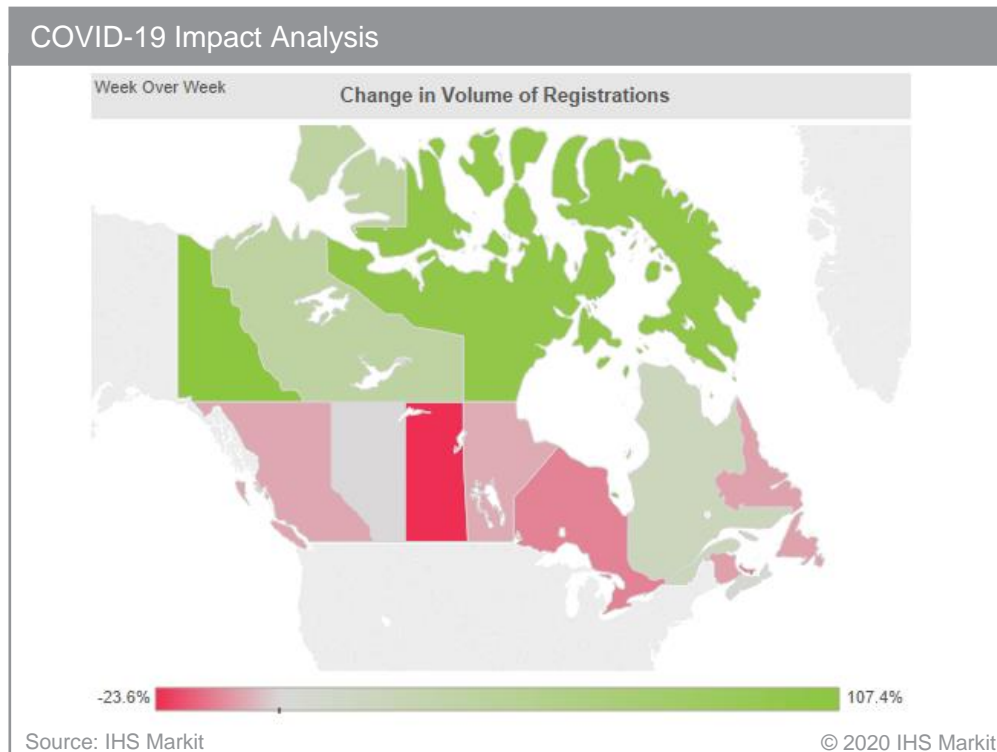 COVID-19 Impact Analysis
Week Over Week
Change in Volume of Registrations
-23.6%
107.4%
Source: IHS Markit
© 2020 IHS Markit